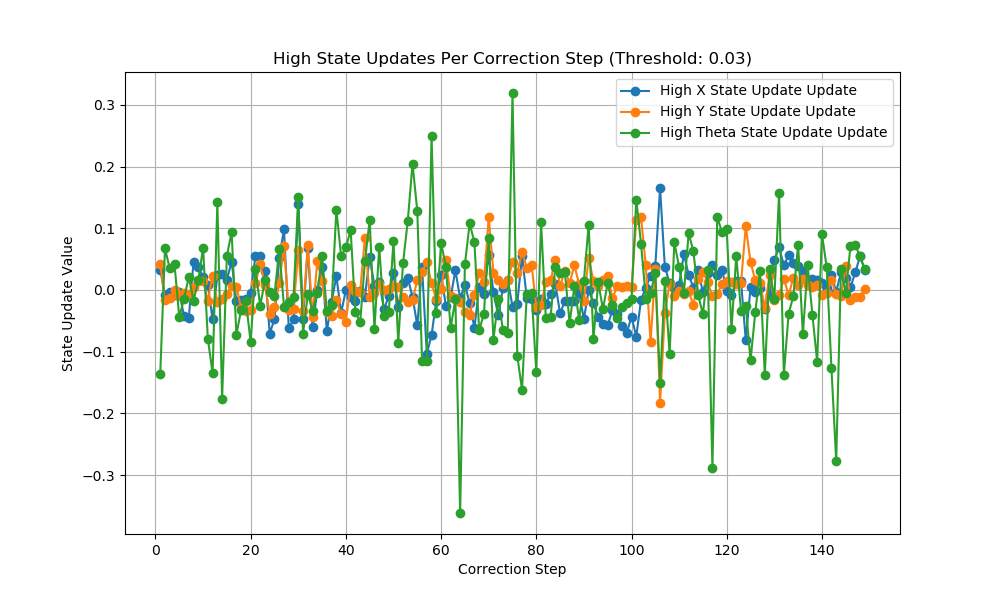 High State Updates Per Correction Step (Threshold: 0.03)
High X State Update Update
High Y State Update Update
High Theta State Update Update
State Update Value
0.3
0.2
0.1
0.0
−0.1
−0.2
−0.3
0 20 40 60 80 100 120 140
Correction Step